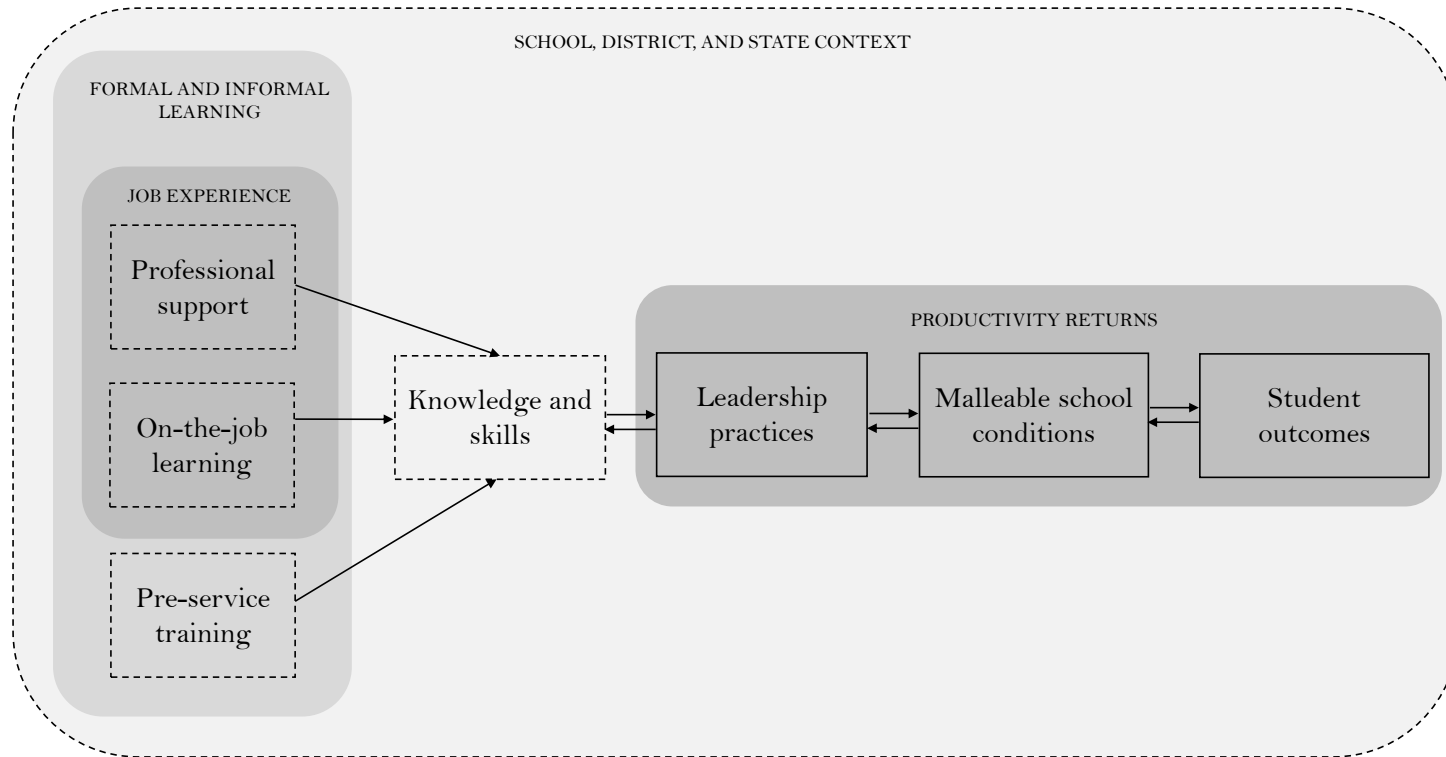 SCHOOL, DISTRICT, AND STATE CONTEXT
FORMAL AND INFORMAL
LEARNING
JOB EXPERIENCE
Professional
support
On-the-job
learning
Pre-service
training
Knowledge and
skills
PRODUCTIVITY RETURNS
Leadership
practices
Malleable school
conditions
Student
outcomes